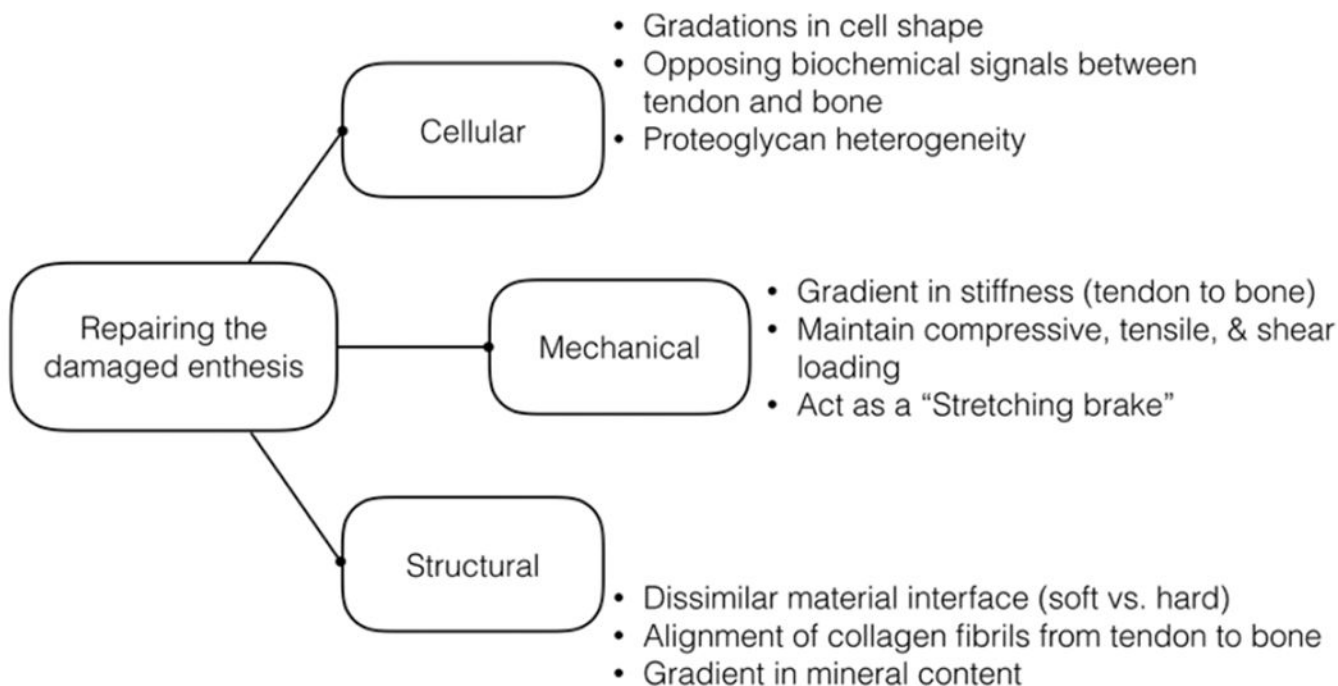 • Gradations in cell shape
• Opposing biochemical signals between
tendon and bone
• Proteoglycan heterogeneity
Cellular
Repairing the
damaged enthesis
Mechanical
• Gradient in stiffness (tendon to bone)
• Maintain compressive, tensile, & shear
loading
• Act as a “Stretching brake”
Structural
• Dissimilar material interface (soft vs. hard)
• Alignment of collagen fibrils from tendon to bone
• Gradient in mineral content